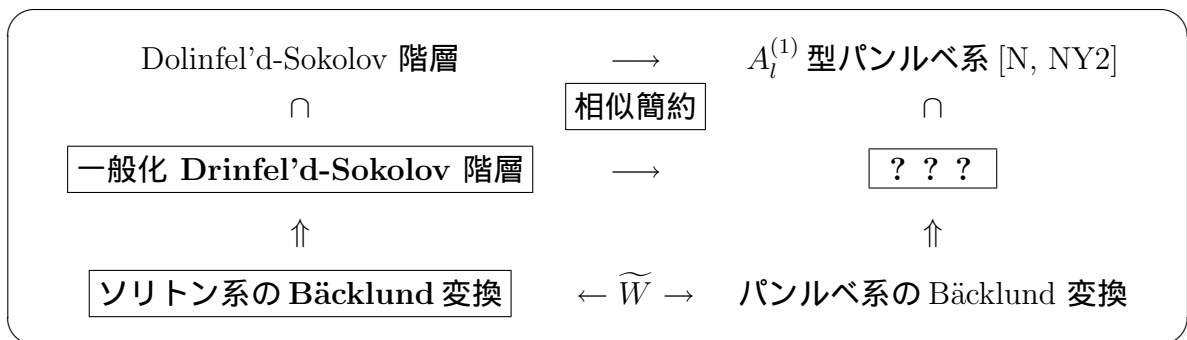 Dolinfel'd-Sokolov 階層 ⟶ A_l^{(1)} 型パンルベ系 [N, NY2]
∩ 相似簡約 ∩
一般化 Drinfel'd-Sokolov 階層 ⟶ ? ? ?
⇑ ⇑
ソリトン系の Bäcklund 変換 ← \widetilde{W} → パンルベ系の Bäcklund 変換